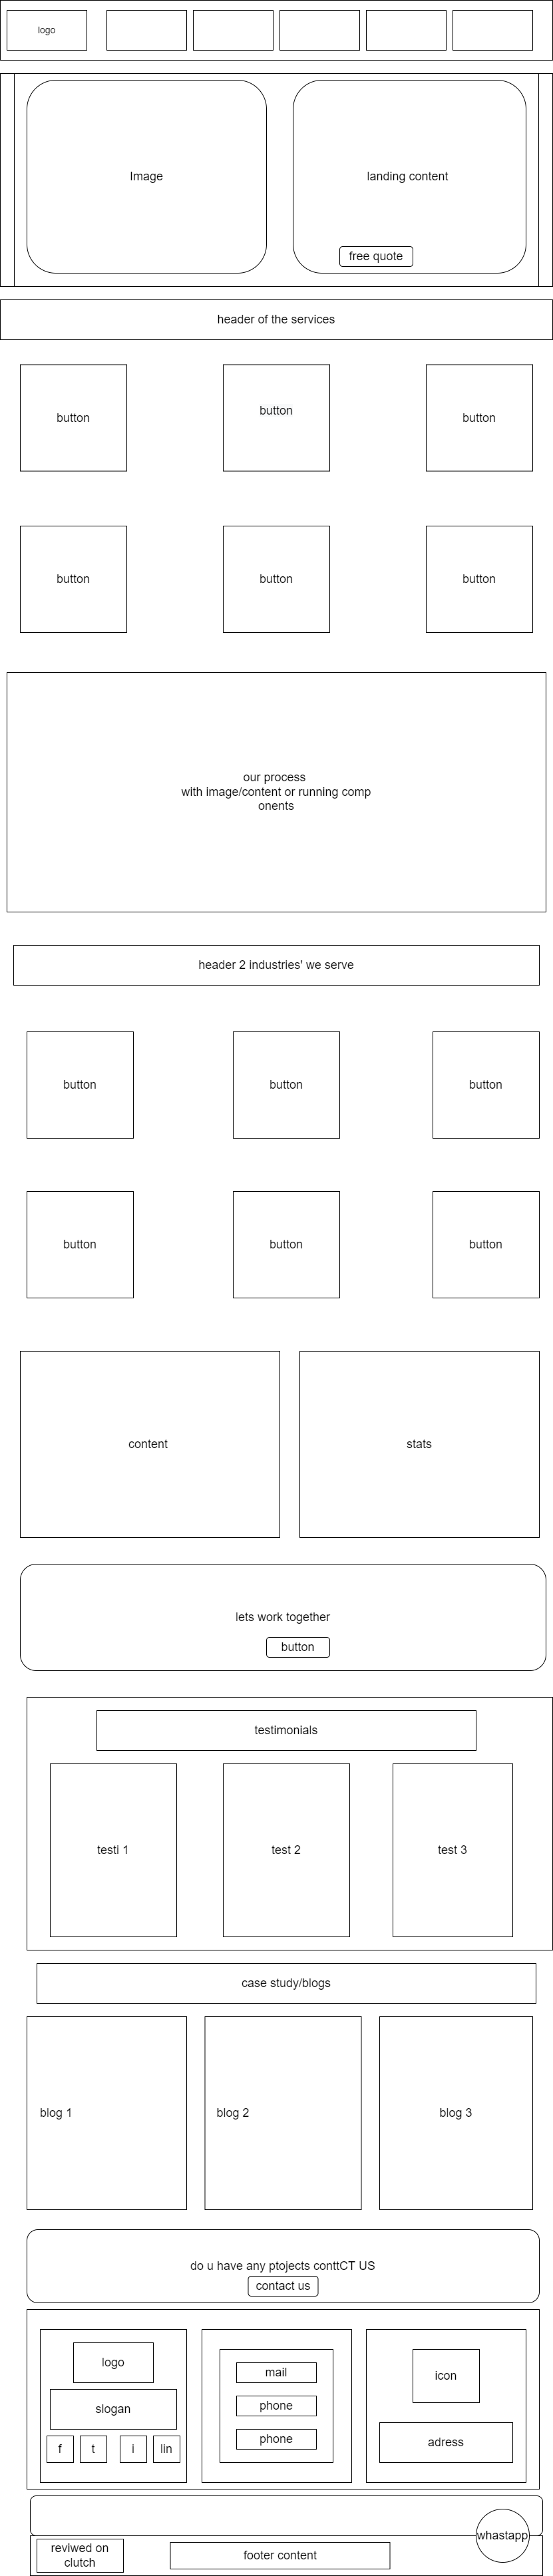 logo
Image
landing content
free quote
header of the services
button
button
button
button
button
button
our process
with image/content or running comp
onents
header 2 industries' we serve
button
button
button
button
button
button
content
stats
lets work together
button
testimonials
testi 1
test 2
test 3
case study/blogs
blog 1
blog 2
blog 3
do u have any ptojects conttCT US
contact us
logo
slogan
f
t
i
lin
mail
phone
phone
icon
adress
whastapp
reviwed on
clutch
footer content